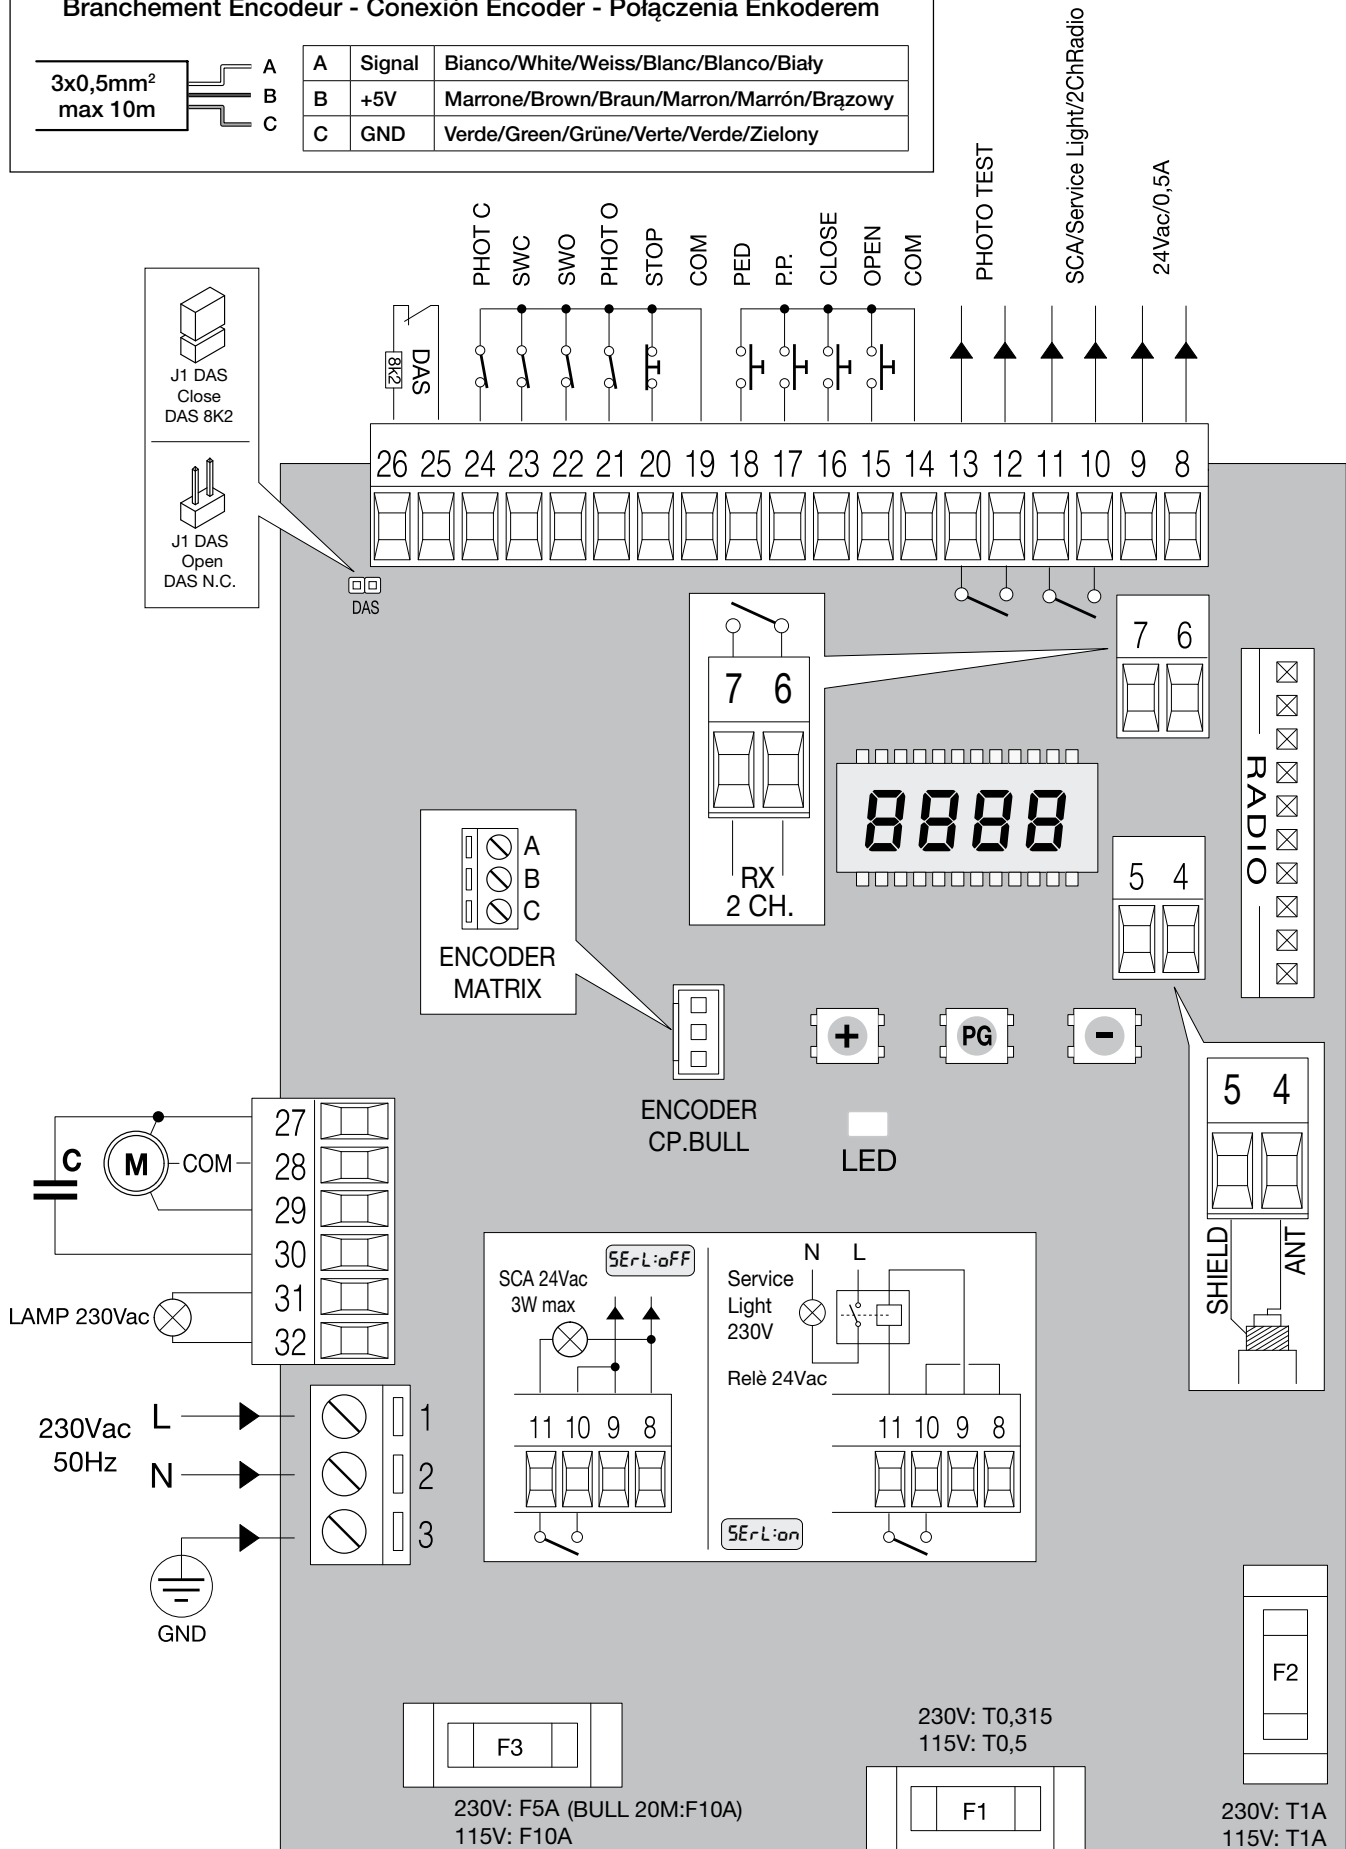 Branchement Encodeur - Conexión Encoder - Połączenia Enkoderem
3x0,5mm²
max 10m
A
B
C
A Signal Bianco/White/Weiss/Blanc/Blanco/Biały
B +5V Marrone/Brown/Braun/Marron/Marrón/Brązowy
C GND Verde/Green/Grüne/Verte/Verde/Zielony
PHOT C
SWC
SWO
PHOT O
STOP
COM
PED
P.P.
CLOSE
OPEN
COM
PHOTO TEST
SCA/Service Light/2ChRadio
24Vac/0,5A
J1 DAS
Close
DAS 8K2
J1 DAS
Open
DAS N.C.
8k2
DAS
26 25 24 23 22 21 20 19 18 17 16 15 14 13 12 11 10 9 8
DAS
7 6
RX
2 CH.
7 6
8888
RADIO
5 4
A
B
C
ENCODER
MATRIX
ENCODER
CP.BULL
+
PG
-
LED
5 4
SHIELD
ANT
C
M
COM
27
28
29
30
31
32
LAMP 230Vac
230Vac
50Hz
L
N
1
2
3
GND
SErL:oFF
SCA 24Vac
3W max
11 10 9 8
N L
Service
Light
230V
Relè 24Vac
11 10 9 8
SErL:on
F3
230V: F5A (BULL 20M:F10A)
115V: F10A
230V: T0,315
115V: T0,5
F1
F2
230V: T1A
115V: T1A